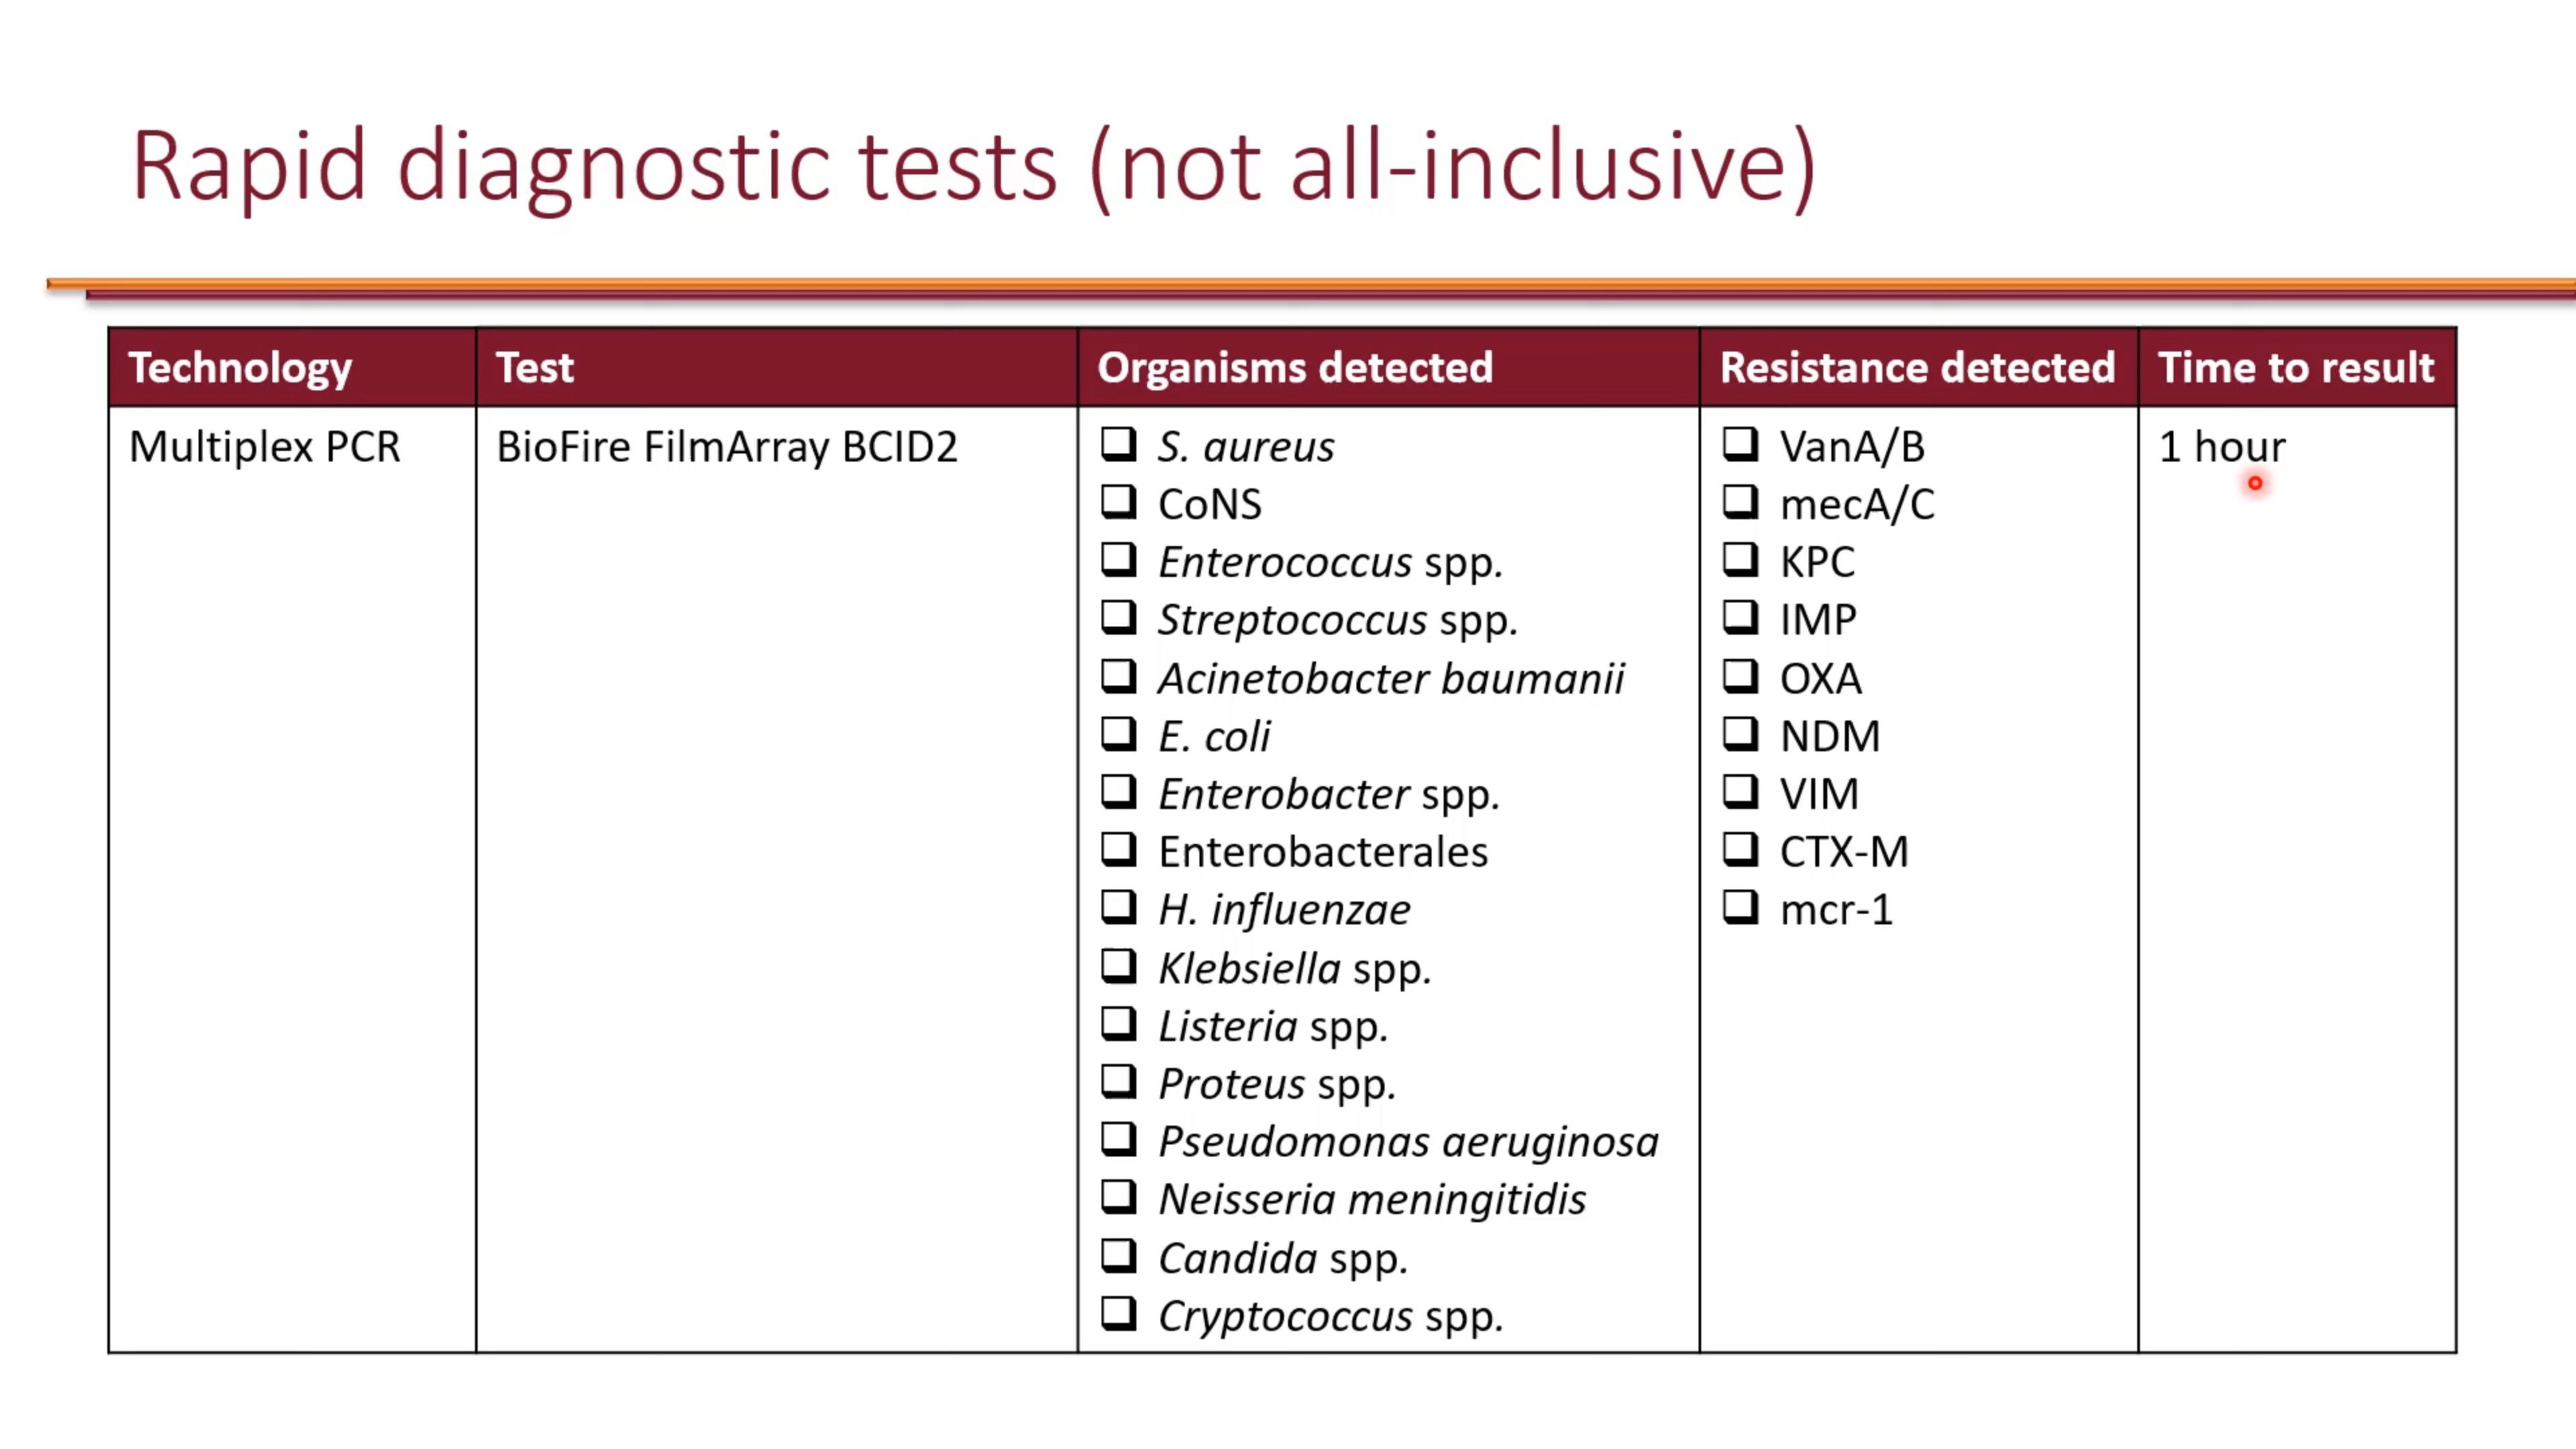 Rapid diagnostic tests (not all-inclusive)
Technology
Test
Organisms detected
Resistance detected
Time to result
Multiplex PCR
BioFire FilmArray BCID2
S. aureus
CoNS
Enterococcus spp.
Streptococcus spp.
Acinetobacter baumanii
E. coli
Enterobacter spp.
Enterobacterales
H. influenzae
Klebsiella spp.
Listeria spp.
Proteus spp.
Pseudomonas aeruginosa
Neisseria meningitidis
Candida spp.
Cryptococcus spp.
VanA/B
mecA/C
KPC
IMP
OXA
NDM
VIM
CTX-M
mcr-1
1 hour